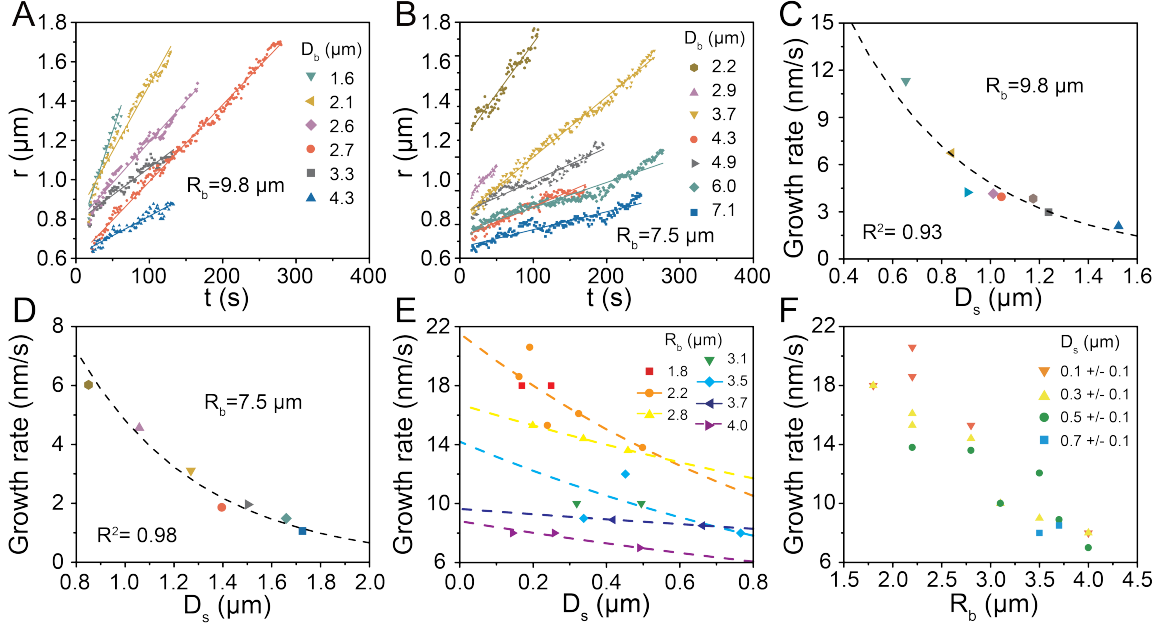 A
1.8
1.6
1.4
1.2
1.0
0.8
0.6
r (µm)
0
100
200
300
400
t (s)
D_b (µm)
1.6
2.1
2.6
2.7
3.3
4.3
R_b=9.8 µm
B
1.8
1.6
1.4
1.2
1.0
0.8
0.6
r (µm)
0
100
200
300
400
t (s)
D_b (µm)
2.2
2.9
3.7
4.3
4.9
6.0
7.1
R_b=7.5 µm
C
15
12
9
6
3
0
Growth rate (nm/s)
0.4
0.6
0.8
1.0
1.2
1.4
1.6
D_s (µm)
R_b=9.8 µm
R²= 0.93
D
8
6
4
2
0
Growth rate (nm/s)
0.8
1.0
1.2
1.4
1.6
1.8
2.0
D_s (µm)
R_b=7.5 µm
R²= 0.98
E
22
18
14
10
6
Growth rate (nm/s)
0.0
0.2
0.4
0.6
0.8
D_s (µm)
R_b (µm)
1.8
2.2
2.8
3.1
3.5
3.7
4.0
F
22
18
14
10
6
Growth rate (nm/s)
1.5
2.0
2.5
3.0
3.5
4.0
4.5
R_b (µm)
D_s (µm)
0.1 +/- 0.1
0.3 +/- 0.1
0.5 +/- 0.1
0.7 +/- 0.1